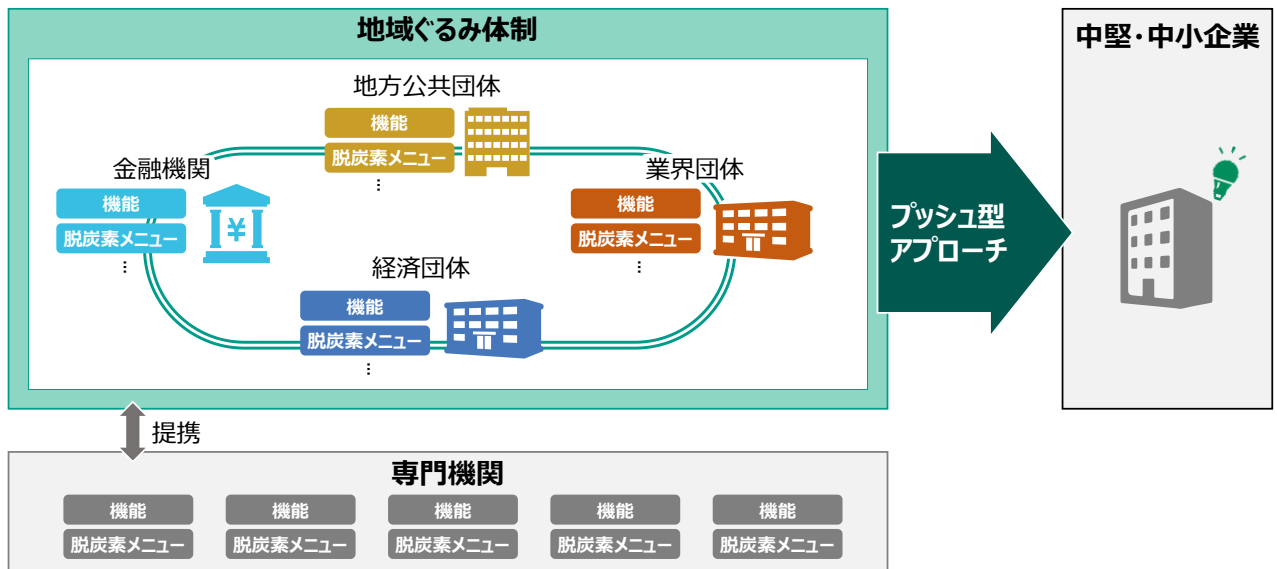 地域ぐるみ体制
地方公共団体
機能
脱炭素メニュー
…
金融機関
機能
脱炭素メニュー
…
業界団体
機能
脱炭素メニュー
…
経済団体
機能
脱炭素メニュー
…
¥
プッシュ型
アプローチ
中堅・中小企業
提携
専門機関
機能 機能 機能 機能 機能
脱炭素メニュー 脱炭素メニュー 脱炭素メニュー 脱炭素メニュー 脱炭素メニュー